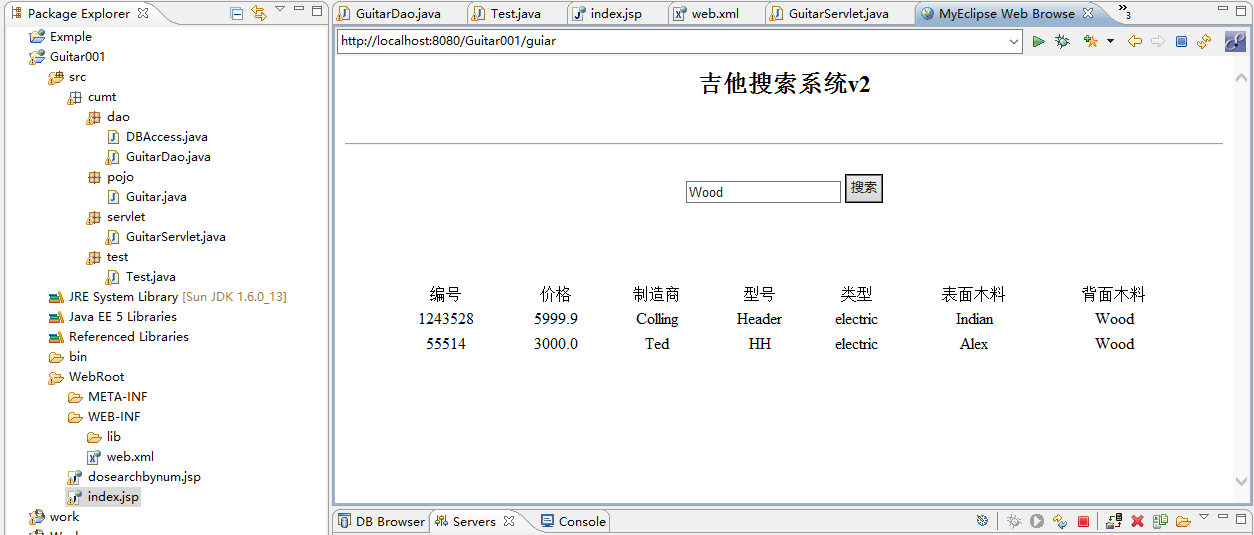 Package Explorer
Exmple
Guitar001
src
cumt
dao
DBAccess.java
GuitarDao.java
pojo
Guitar.java
servlet
GuitarServlet.java
test
Test.java
JRE System Library [Sun JDK 1.6.0_13]
Java EE 5 Libraries
Referenced Libraries
bin
WebRoot
META-INF
WEB-INF
lib
web.xml
dosearchbynum.jsp
index.jsp
work
GuitarDao.java Test.java index.jsp web.xml GuitarServlet.java MyEclipse Web Browse »3
http://localhost:8080/Guitar001/guiar
吉他搜索系统v2
Wood 搜索
编号 价格 制造商 型号 类型 表面木料 背面木料
1243528 5999.9 Colling Header electric Indian Wood
55514 3000.0 Ted HH electric Alex Wood
DB Browser Servers Console